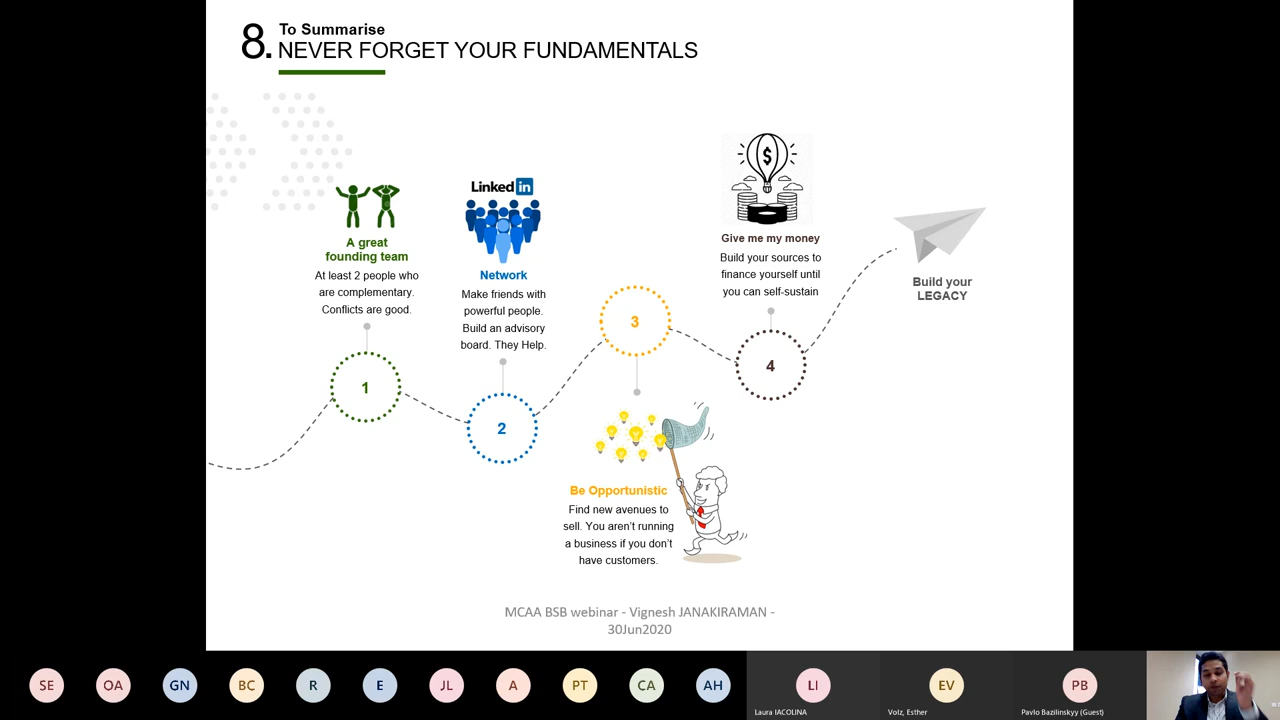 8.
To Summarise
NEVER FORGET YOUR FUNDAMENTALS
A great
founding team
At least 2 people who
are complementary.
Conflicts are good.
1
Linked in
Network
Make friends with
powerful people.
Build an advisory
board. They Help.
2
3
Be Opportunistic
Find new avenues to
sell. You aren't running
a business if you don't
have customers.
$
Give me my money
Build your sources to
finance yourself until
you can self-sustain
4
Build your
LEGACY
MCAA BSB webinar - Vignesh JANAKIRAMAN -
30Jun2020
SE
OA
GN
BC
R
E
JL
A
PT
CA
AH
LI
Laura IACOLINA
EV
Volz, Esther
PB
Pavlo Bazilinskyy (Guest)